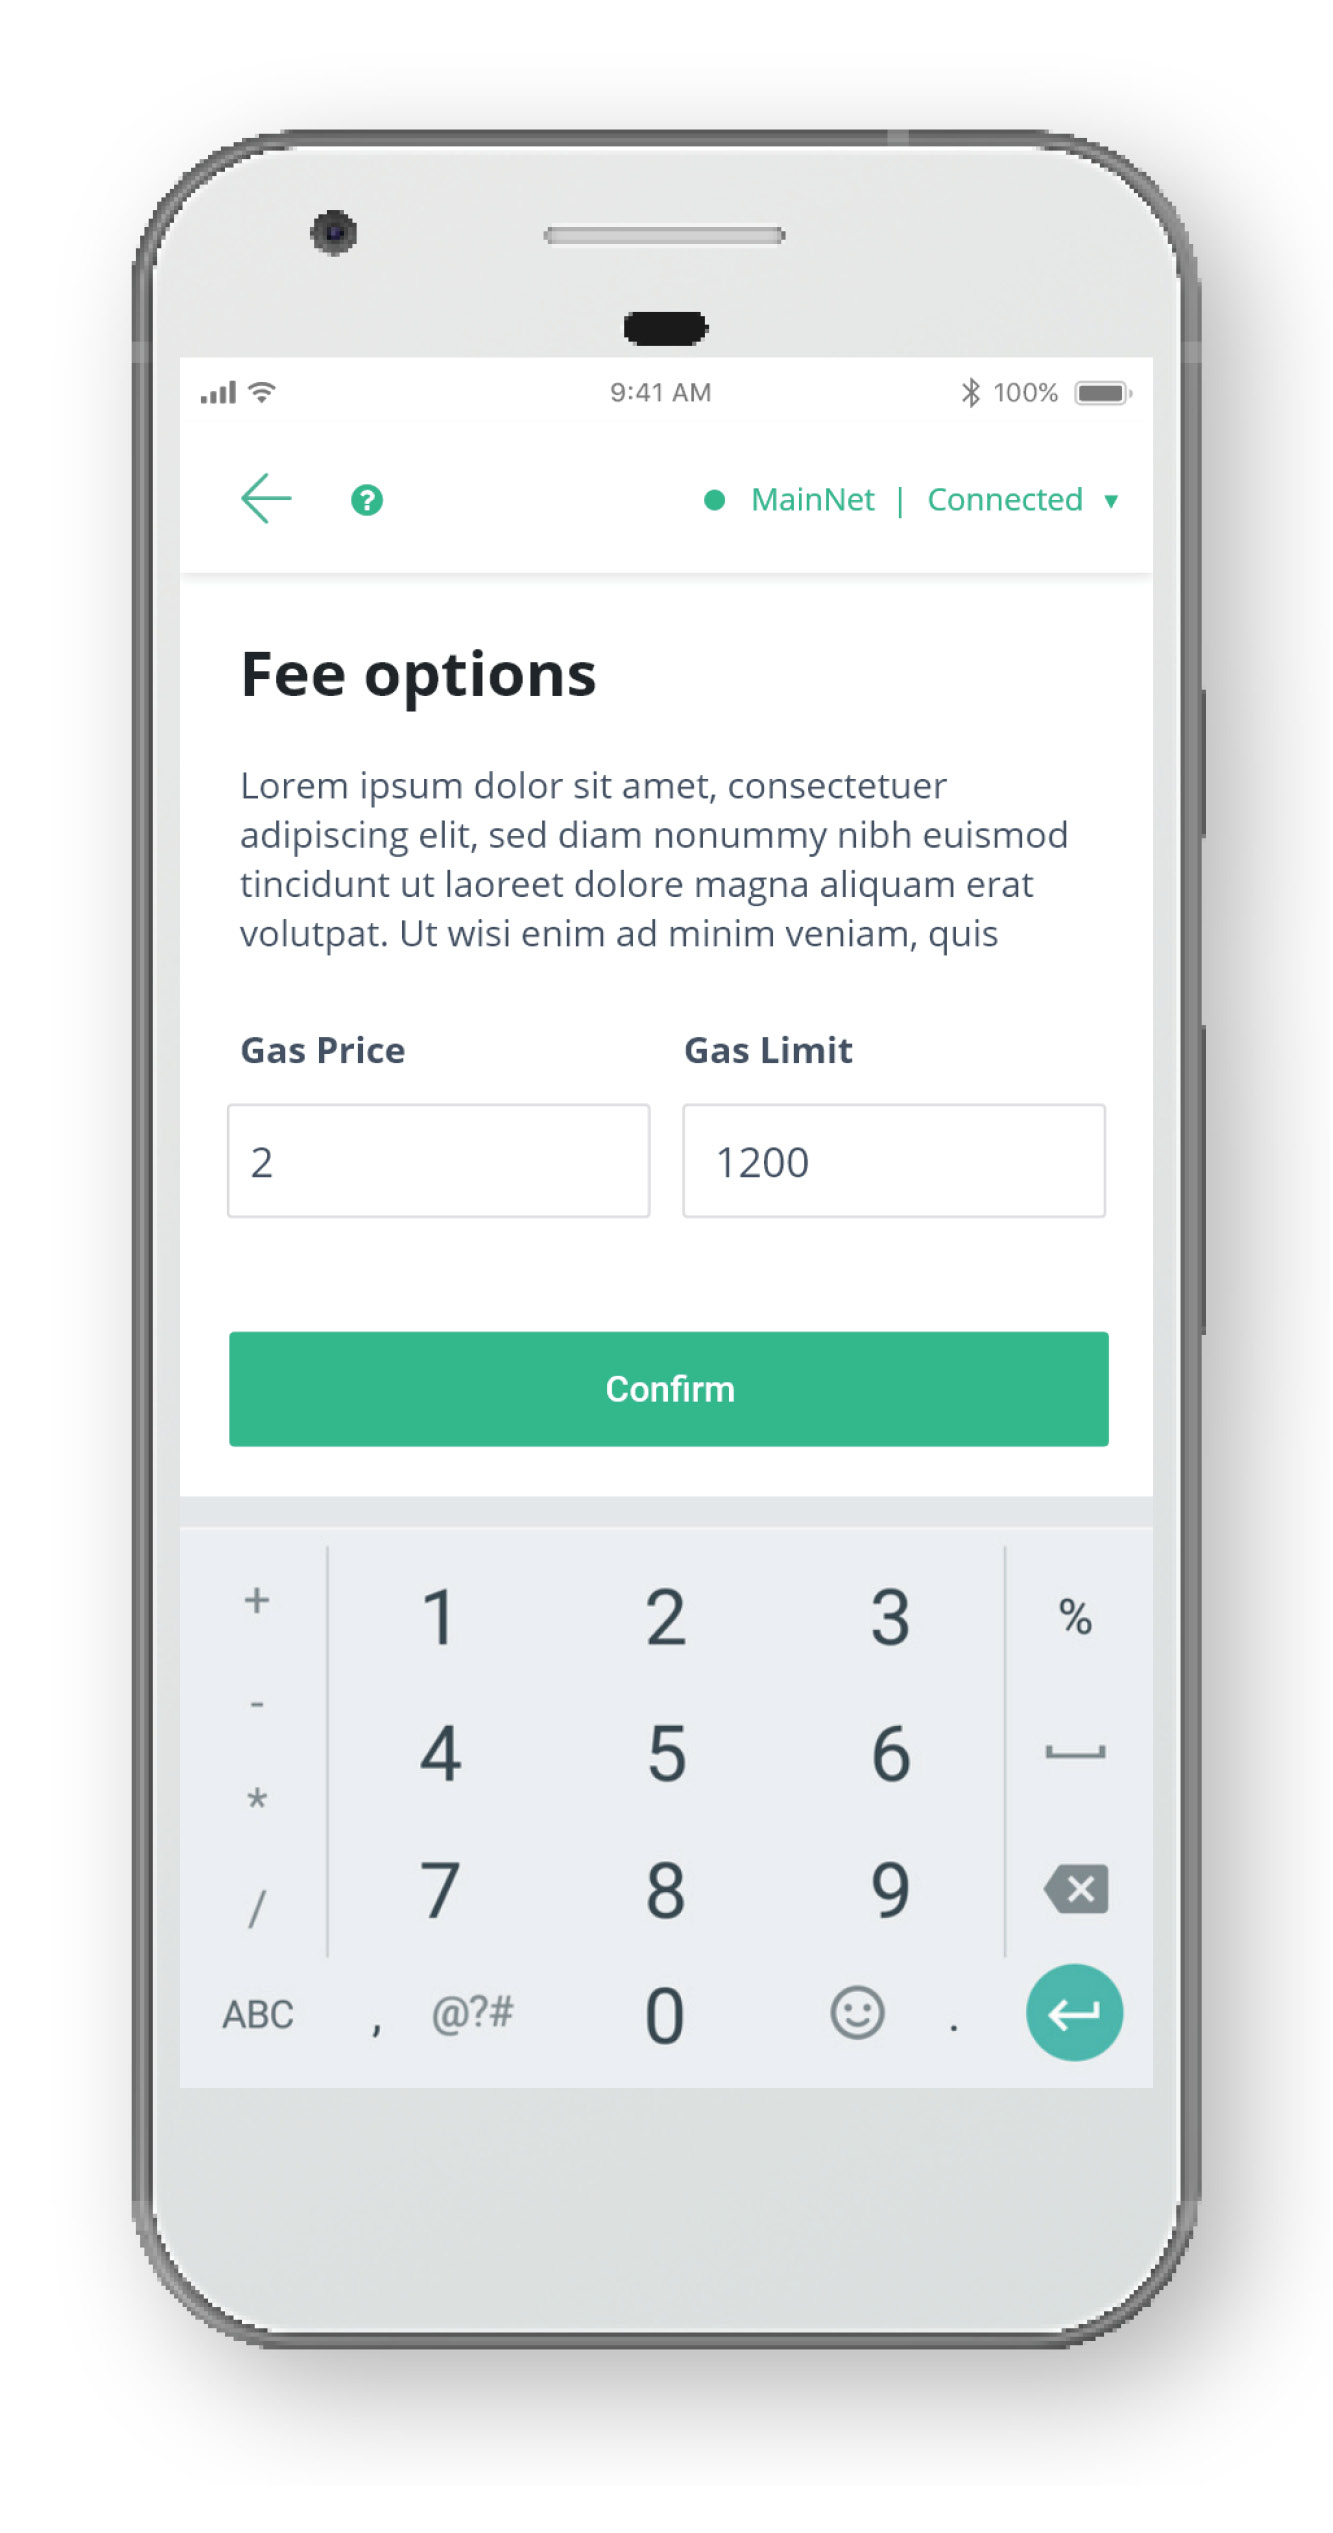 9:41 AM 100%
? MainNet | Connected ▼
Fee options
Lorem ipsum dolor sit amet, consectetuer
adipiscing elit, sed diam nonummy nibh euismod
tincidunt ut laoreet dolore magna aliquam erat
volutpat. Ut wisi enim ad minim veniam, quis
Gas Price Gas Limit
2 1200
Confirm
+ 1 2 3 %
- 4 5 6
*
/ 7 8 9
ABC , @?# 0 .